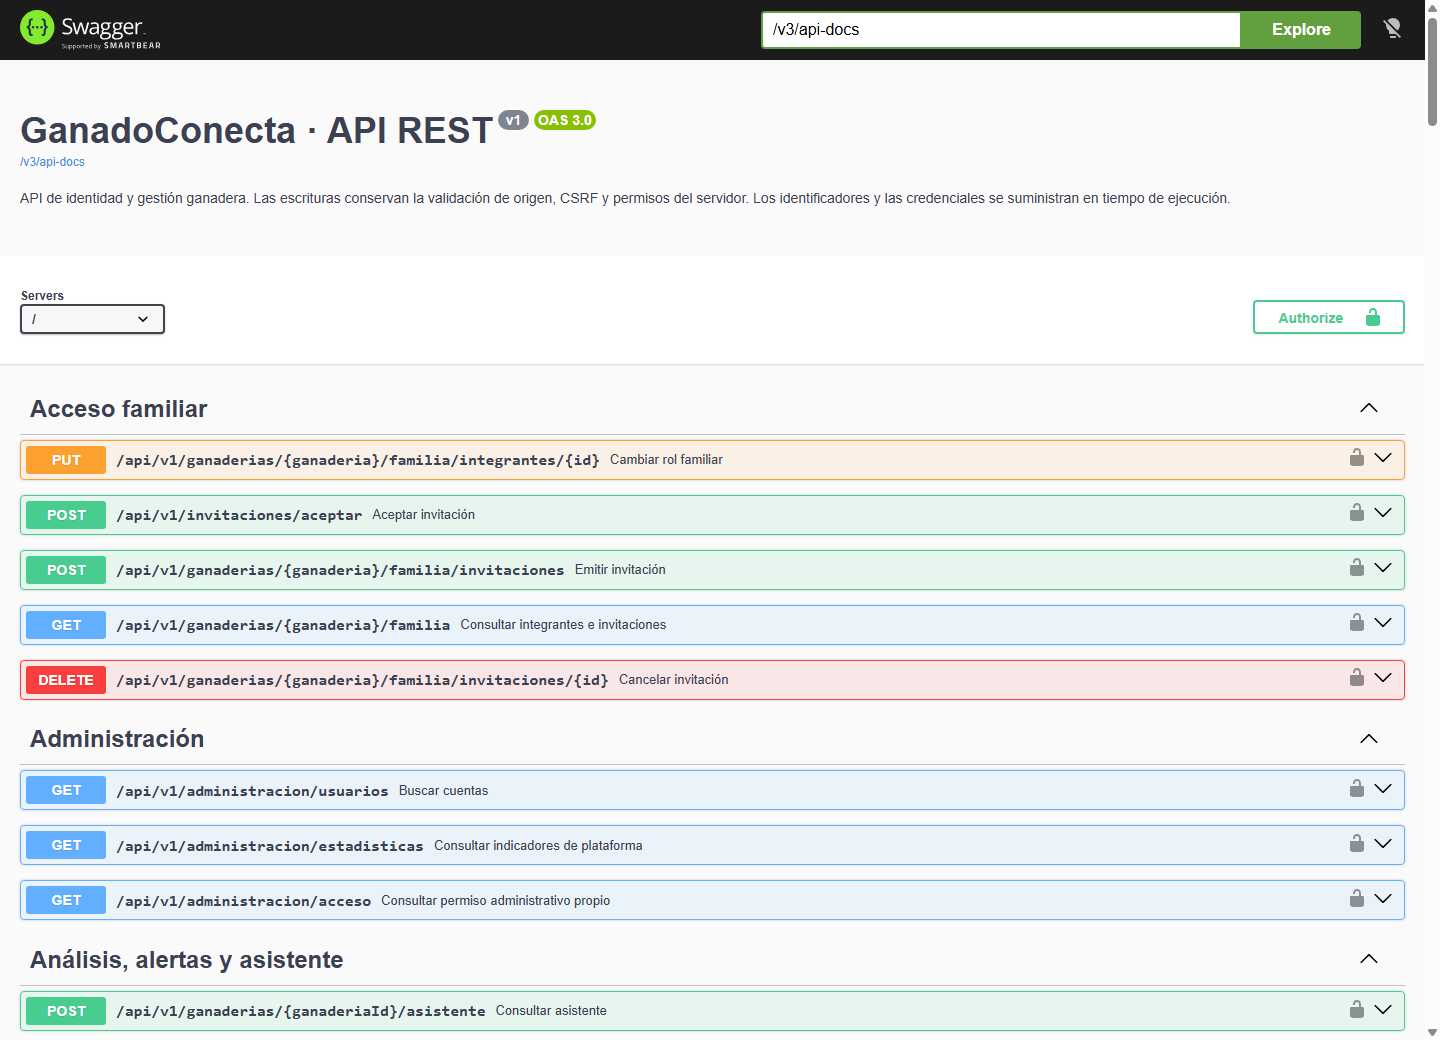 Swagger
Supported by SMARTBEAR
/v3/api-docs
Explore
GanadoConecta · API REST v1 OAS 3.0
/v3/api-docs
API de identidad y gestión ganadera. Las escrituras conservan la validación de origen, CSRF y permisos del servidor. Los identificadores y las credenciales se suministran en tiempo de ejecución.
Servers
/
Authorize
Acceso familiar
PUT /api/v1/ganaderias/{ganaderia}/familia/integrantes/{id} Cambiar rol familiar
POST /api/v1/invitaciones/aceptar Aceptar invitación
POST /api/v1/ganaderias/{ganaderia}/familia/invitaciones Emitir invitación
GET /api/v1/ganaderias/{ganaderia}/familia Consultar integrantes e invitaciones
DELETE /api/v1/ganaderias/{ganaderia}/familia/invitaciones/{id} Cancelar invitación
Administración
GET /api/v1/administracion/usuarios Buscar cuentas
GET /api/v1/administracion/estadisticas Consultar indicadores de plataforma
GET /api/v1/administracion/acceso Consultar permiso administrativo propio
Análisis, alertas y asistente
POST /api/v1/ganaderias/{ganaderiaId}/asistente Consultar asistente